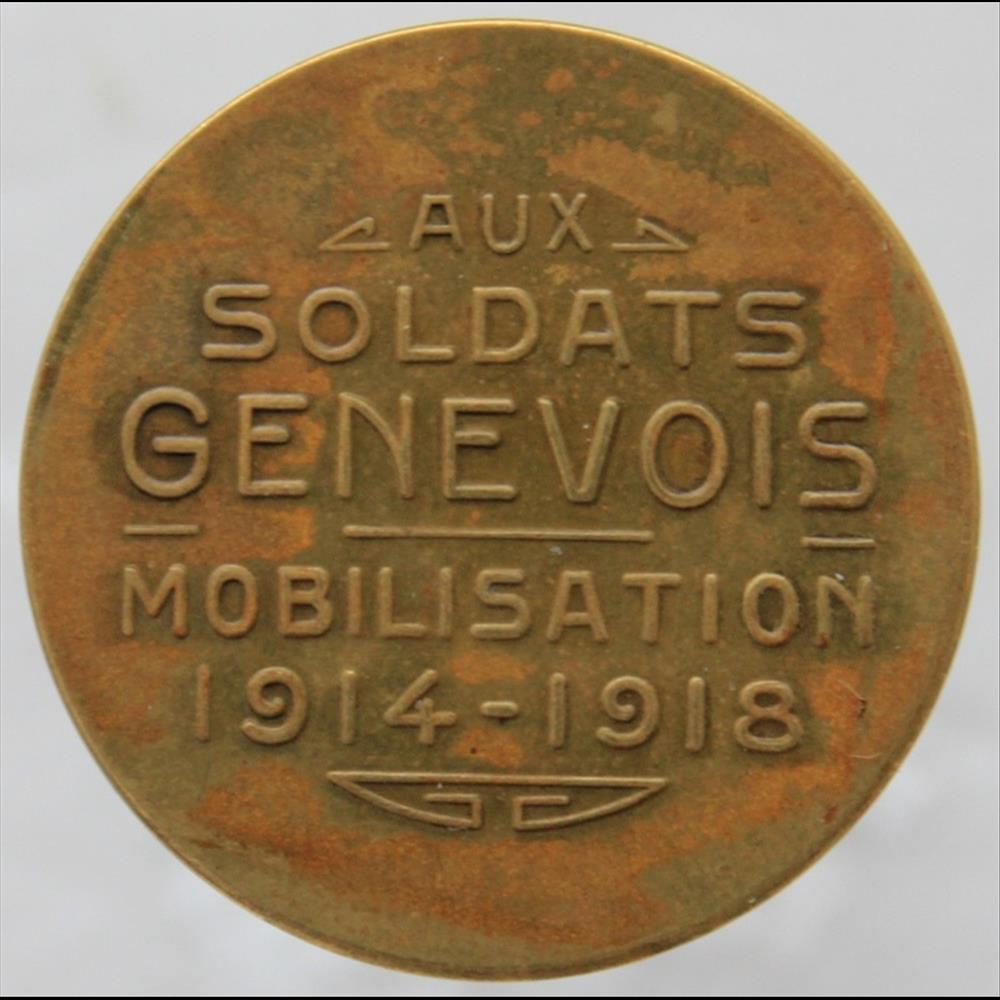 AUX
SOLDATS
GENEVOIS
MOBILISATION
1914-1918